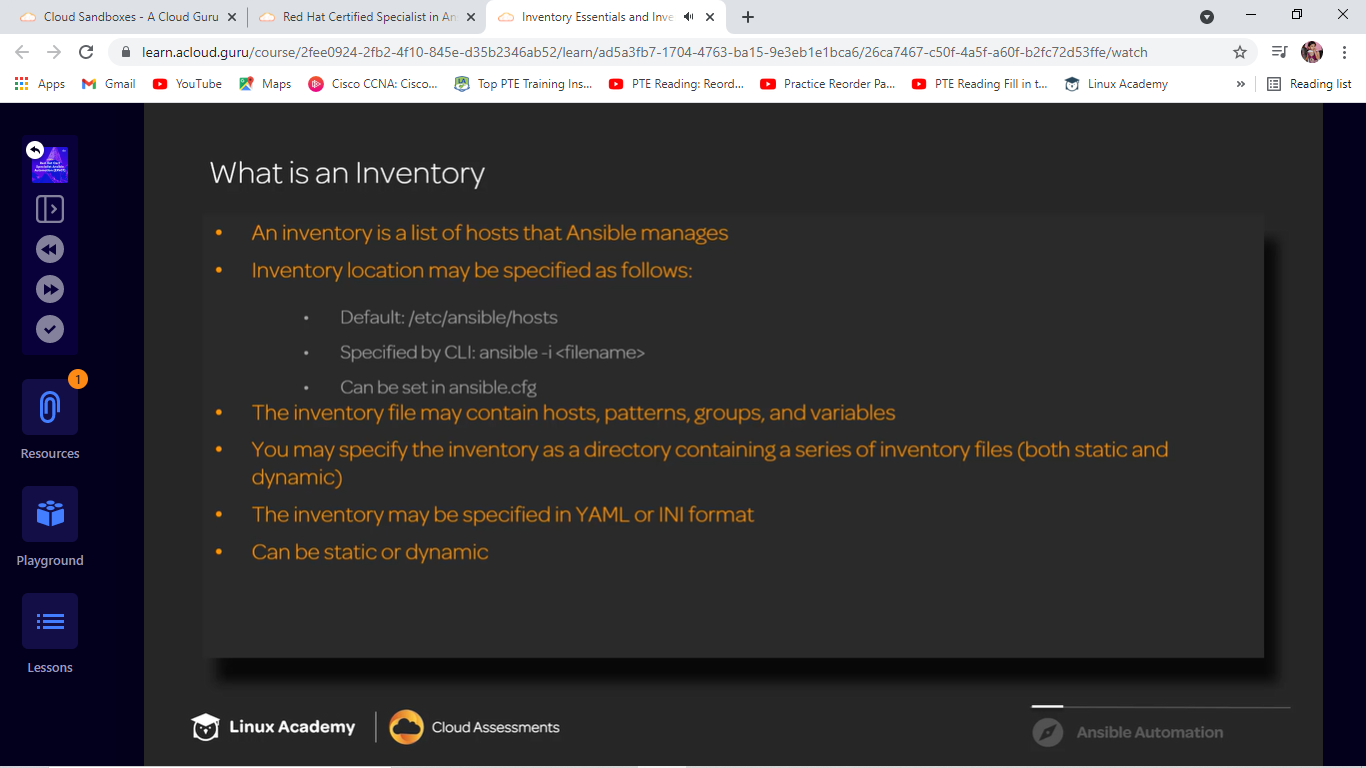 Cloud Sandboxes - A Cloud Guru
Red Hat Certified Specialist in An
Inventory Essentials and Inve
learn.acloud.guru/course/2fee0924-2fb2-4f10-845e-d35b2346ab52/learn/ad5a3fb7-1704-4763-ba15-9e3eb1e1bca6/26ca7467-c50f-4a5f-a60f-b2fc72d53ffe/watch
Apps
Gmail
YouTube
Maps
Cisco CCNA: Cisco...
Top PTE Training Ins...
PTE Reading: Reord...
Practice Reorder Pa...
PTE Reading Fill in t...
Linux Academy
»
Reading list
1
Resources
Playground
Lessons
What is an Inventory
• An inventory is a list of hosts that Ansible manages
• Inventory location may be specified as follows:
• Default: /etc/ansible/hosts
• Specified by CLI: ansible -i <filename>
• Can be set in ansible.cfg
• The inventory file may contain hosts, patterns, groups, and variables
• You may specify the inventory as a directory containing a series of inventory files (both static and
dynamic)
• The inventory may be specified in YAML or INI format
• Can be static or dynamic
Linux Academy
Cloud Assessments
Ansible Automation